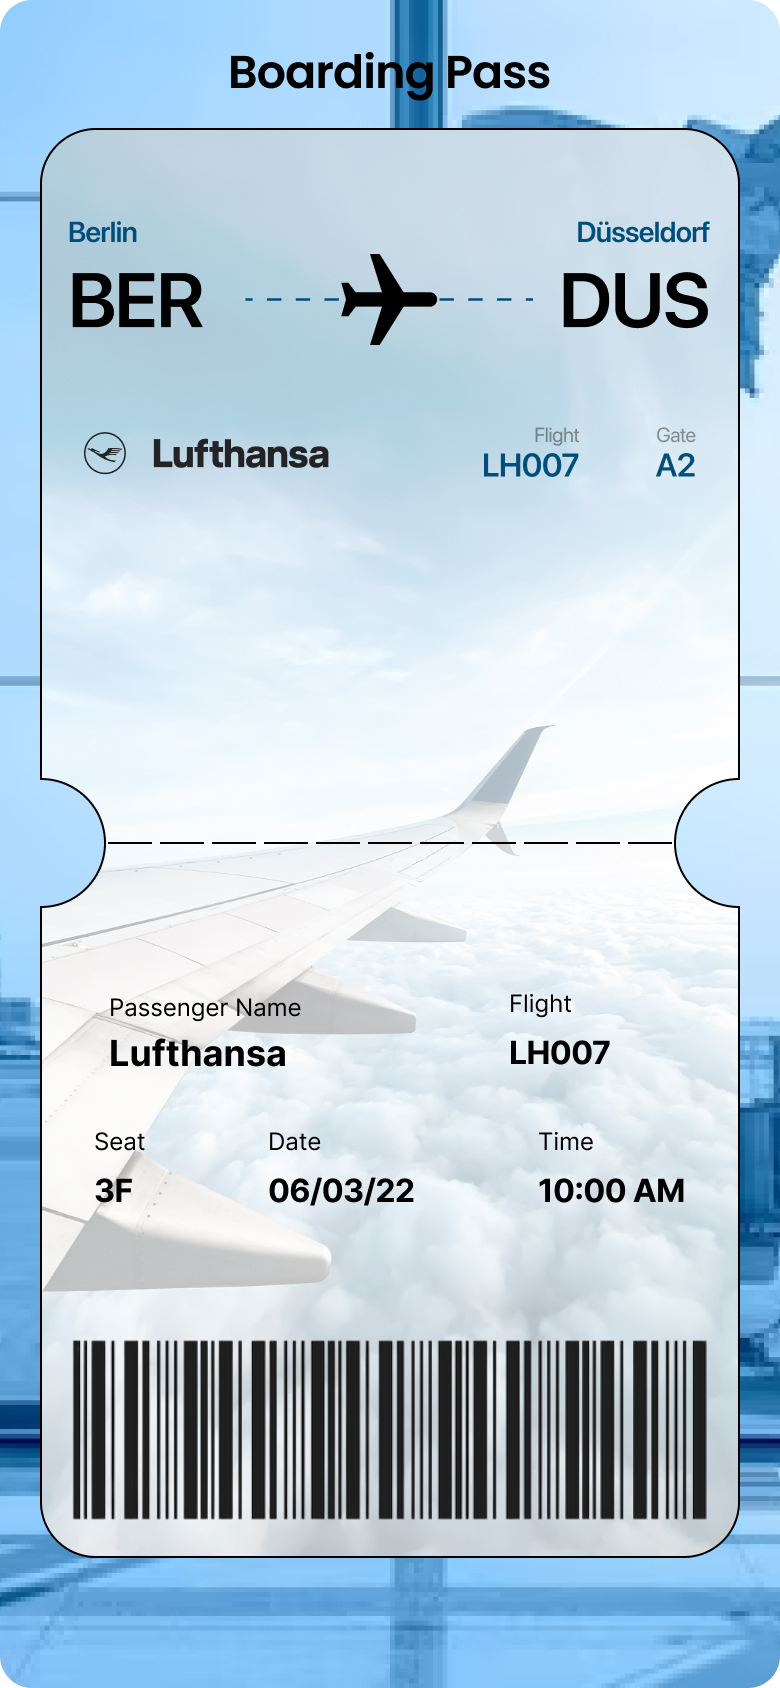 Boarding Pass
Berlin Düsseldorf
BER DUS
Flight Gate
Lufthansa LH007 A2
Passenger Name Flight
Lufthansa LH007
Seat Date Time
3F 06/03/22 10:00 AM